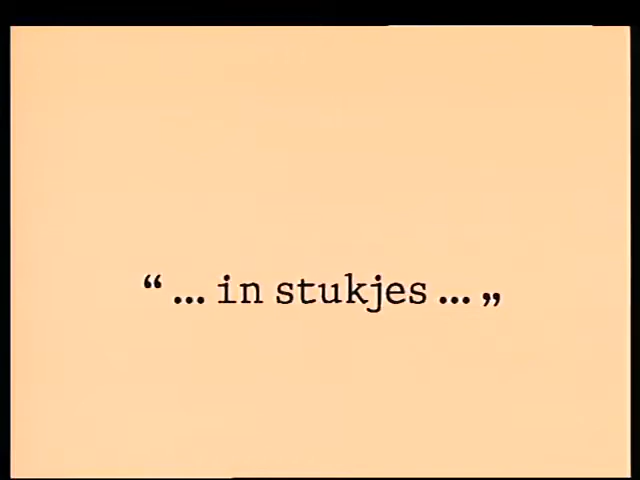 “ ... in stukjes ... „